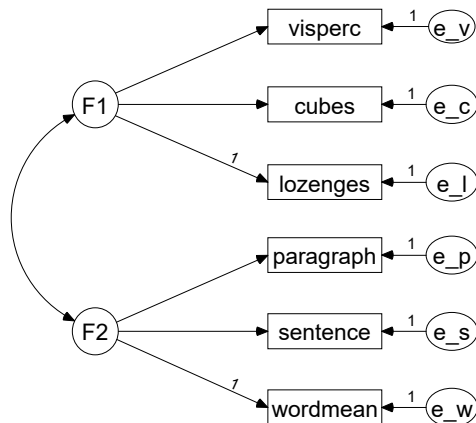 visperc 1 e_v
F1
cubes 1 e_c
1
lozenges 1 e_l
paragraph 1 e_p
F2
sentence 1 e_s
1
wordmean 1 e_w